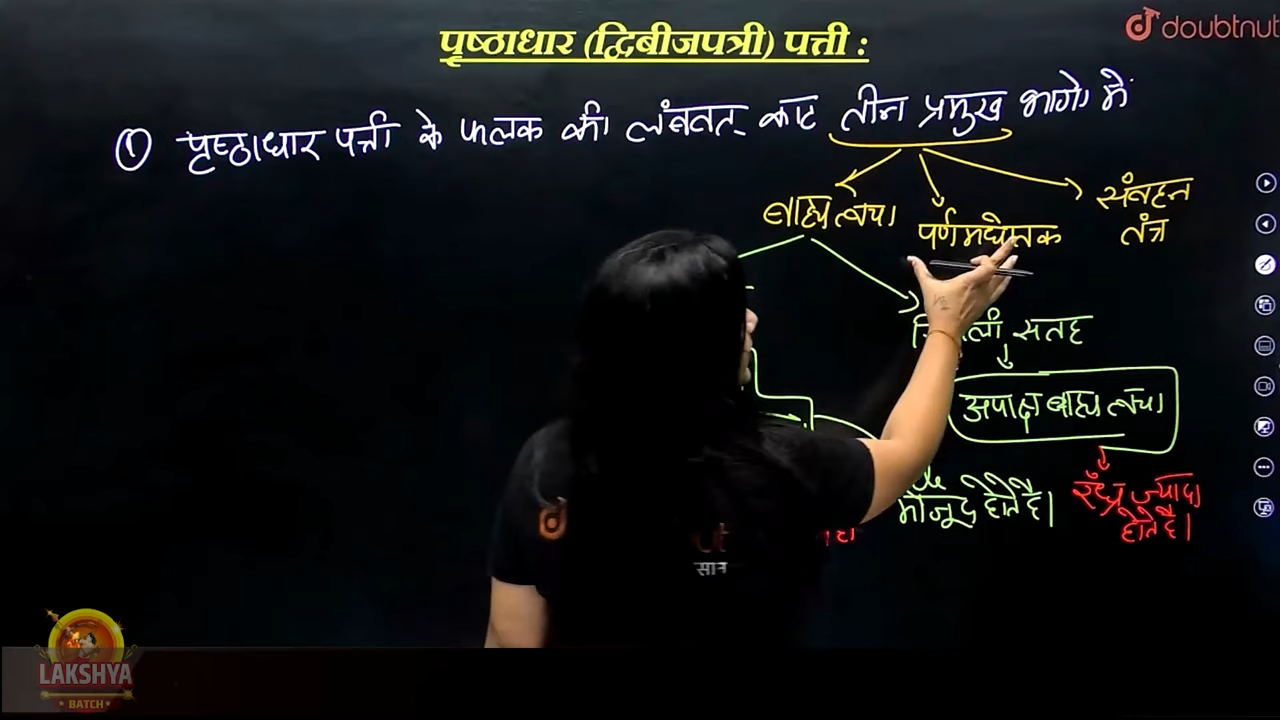 doubtnut
पृष्ठाधार (द्विबीजपत्री) पत्ती :
① पृष्ठाधार पत्ती के फलक की लंबवत् काट तीन प्रमुख भागो में
बाह्य त्वचा
पर्णमध्योतक
संवहन
तंत्र
सतह
अपाक्ष बाह्य त्वचा
मौजूद होते है।
रंध्र ज्यादा
होते है।
LAKSHYA
BATCH